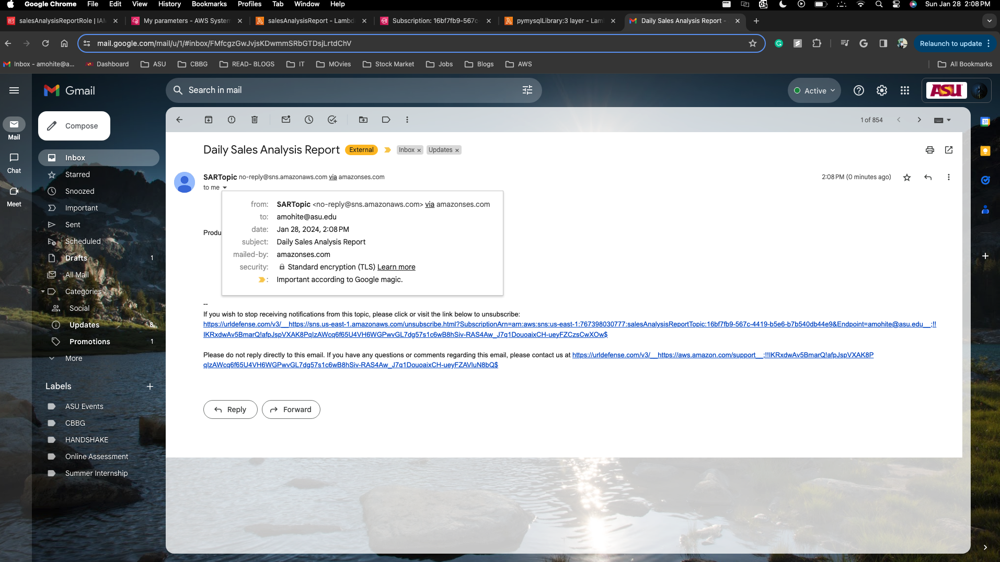 Google Chrome File Edit View History Bookmarks Profiles Tab Window Help Sun Jan 28 2:08 PM
salesAnalysisReportRole | IAM My parameters - AWS System salesAnalysisReport - Lambd Subscription: 16bf7fb9-567c- pymysqlLibrary:3 layer - Lam Daily Sales Analysis Report -
mail.google.com/mail/u/1/#inbox/FMfcgzGwJvjsKDwmmSRbGTDsjLrtdChV Relaunch to update
Inbox - amohite@a... Dashboard ASU CBBG READ- BLOGS IT MOvies Stock Market Jobs Blogs AWS All Bookmarks
Gmail Search in mail Active ASU
Compose 1 of 854
Mail
Chat
Meet
Inbox
Starred
Snoozed
Important
Sent
Scheduled
Drafts 1
All Mail
Categories
Social
Updates 8
Promotions 1
More
Labels
ASU Events
CBBG
HANDSHAKE
Online Assessment
Summer Internship
Daily Sales Analysis Report External Inbox x Updates x
SARTopic no-reply@sns.amazonaws.com via amazonses.com 2:08 PM (0 minutes ago)
to me
from: SARTopic <no-reply@sns.amazonaws.com> via amazonses.com
to: amohite@asu.edu
date: Jan 28, 2024, 2:08 PM
Produ
subject: Daily Sales Analysis Report
mailed-by: amazonses.com
security: Standard encryption (TLS) Learn more
: Important according to Google magic.
--
If you wish to stop receiving notifications from this topic, please click or visit the link below to unsubscribe:
https://urldefense.com/v3/__https://sns.us-east-1.amazonaws.com/unsubscribe.html?SubscriptionArn=arn:aws:sns:us-east-1:767398030777:salesAnalysisReportTopic:16bf7fb9-567c-4419-b5e6-b7b540db44e9&Endpoint=amohite@asu.edu__;!!
IKRxdwAv5BmarQ!afpJspVXAK8PqIzAWcq6f65U4VH6WGPwvGL7dg57s1c6wB8hSiv-RAS4Aw_J7q1DouoaixCH-ueyFZCzsCwXOw$
Please do not reply directly to this email. If you have any questions or comments regarding this email, please contact us at https://urldefense.com/v3/__https://aws.amazon.com/support__;!!IKRxdwAv5BmarQ!afpJspVXAK8P
qIzAWcq6f65U4VH6WGPwvGL7dg57s1c6wB8hSiv-RAS4Aw_J7q1DouoaixCH-ueyFZAVluN8bQ$
Reply Forward